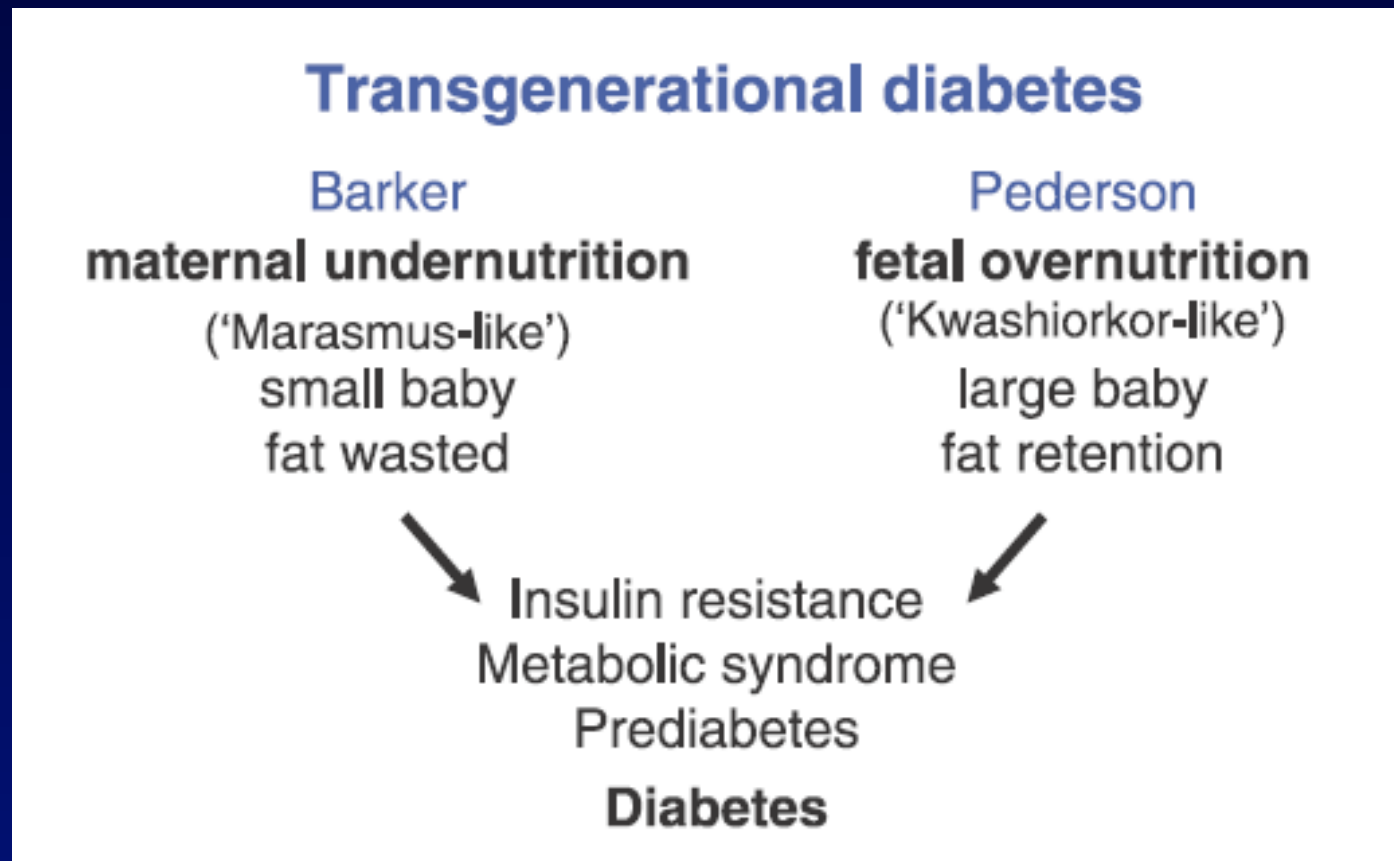 Transgenerational diabetes
Barker
maternal undernutrition
('Marasmus-like')
small baby
fat wasted
Pederson
fetal overnutrition
('Kwashiorkor-like')
large baby
fat retention
Insulin resistance
Metabolic syndrome
Prediabetes
Diabetes